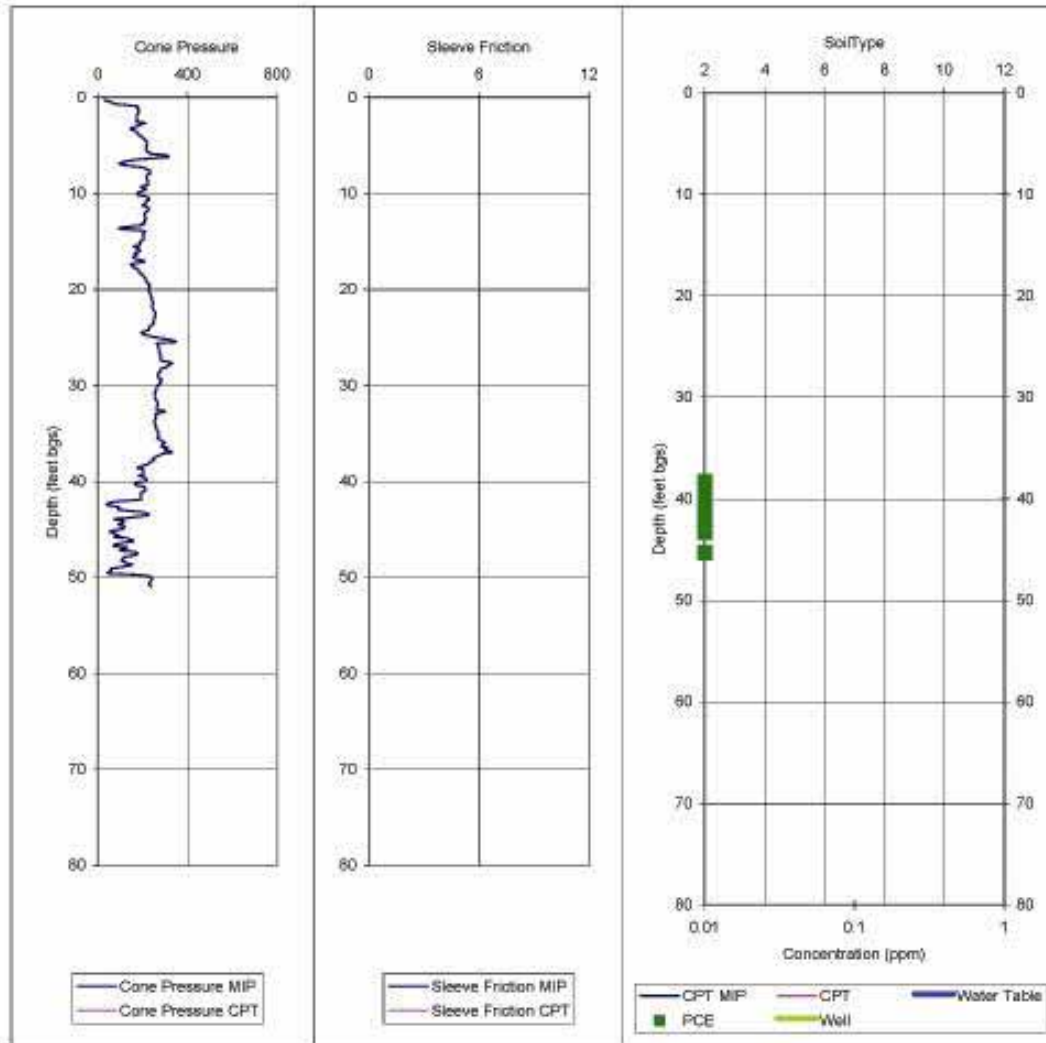 Cone Pressure
0 400 800
0
10
20
30
40
50
60
70
80
Depth (feet bgs)
Cone Pressure MIP
Cone Pressure CPT
Sleeve Friction
0 6 12
0
10
20
30
40
50
60
70
80
Sleeve Friction MIP
Sleeve Friction CPT
SoilType
2 4 6 8 10 12
0 0
10 10
20 20
30 30
40 40
50 50
60 60
70 70
80 80
Depth (feet bgs)
0.01 0.1 1
Concentration (ppm)
CPT MIP CPT Water Table
PCE Well